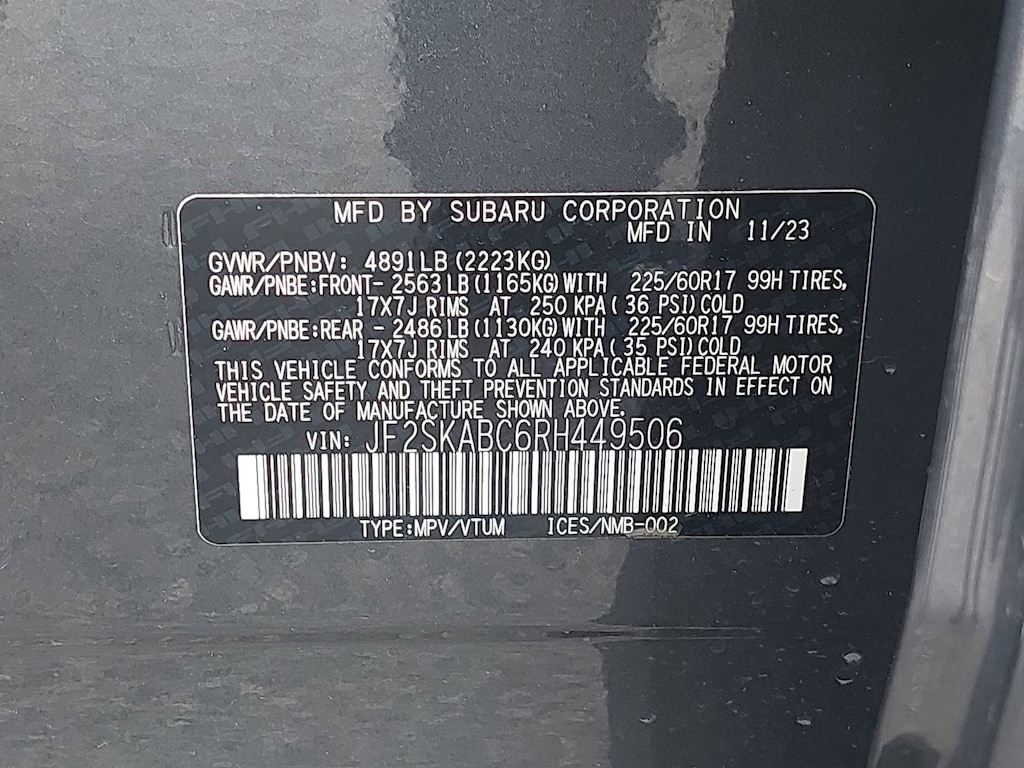 MFD BY SUBARU CORPORATION
MFD IN 11/23
GVWR/PNBV: 4891LB (2223KG)
GAWR/PNBE:FRONT- 2563LB (1165KG) WITH 225/60R17 99H TIRES,
17X7J RIMS AT 250 KPA ( 36 PSI) COLD
GAWR/PNBE:REAR - 2486LB (1130KG) WITH 225/60R17 99H TIRES,
17X7J RIMS AT 240 KPA ( 35 PSI) COLD
THIS VEHICLE CONFORMS TO ALL APPLICABLE FEDERAL MOTOR
VEHICLE SAFETY AND THEFT PREVENTION STANDARDS IN EFFECT ON
THE DATE OF MANUFACTURE SHOWN ABOVE.
VIN: JF2SKABC6RH449506
TYPE:MPV/VTUM ICES/NMB-002